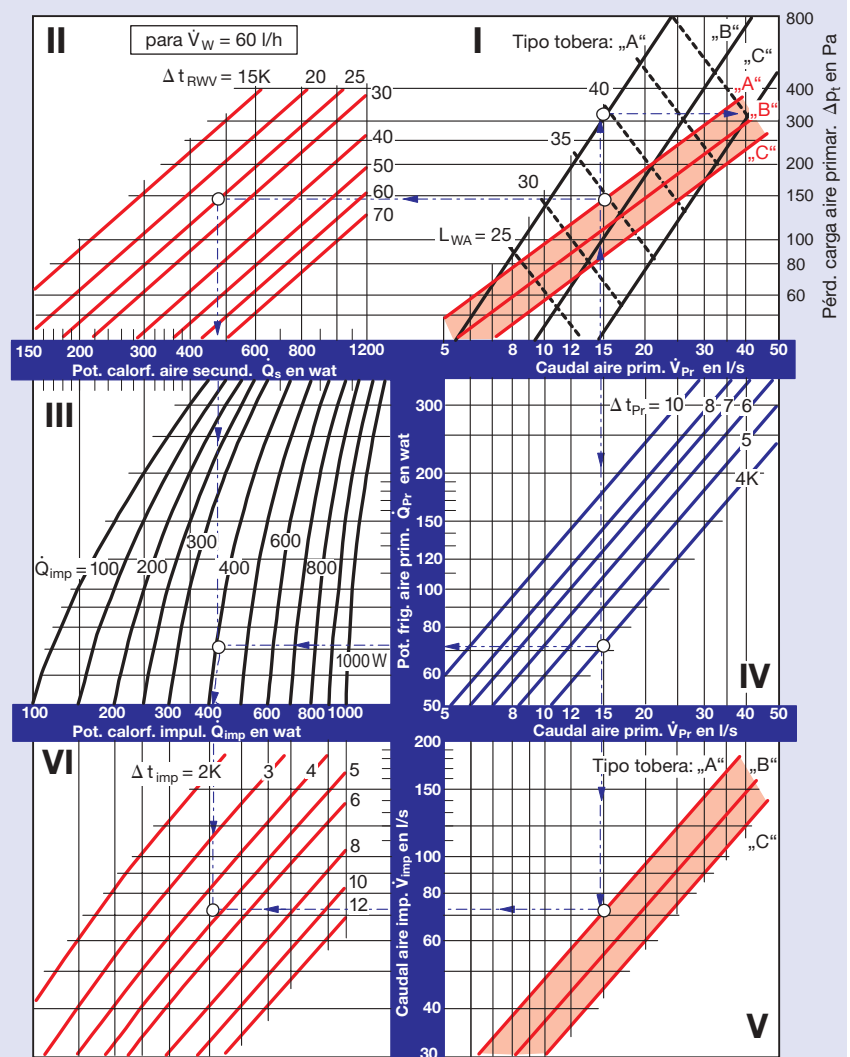 II
para V̇W = 60 l/h
Δ tRWV = 15K
20
25
30
40
50
60
70
I
Tipo tobera: „A“
„B“
„C“
„A“
„B“
„C“
40
35
30
LWA = 25
800
400
300
200
150
100
80
60
Pérd. carga aire primar. Δpt en Pa
150 200 300 400 600 800 1200
Pot. calorf. aire secund. Q̇s en wat
5 8 10 12 15 20 30 40 50
Caudal aire prim. V̇Pr en l/s
III
Q̇imp = 100
200
300
400
600
800
1000 W
300
200
150
120
100
80
60
50
Pot. frig. aire prim. Q̇Pr en wat
Δ tPr = 10
8
7
6
5
4K
IV
100 200 300 400 600 800 1000
Pot. calorf. impul. Q̇imp en wat
5 8 10 12 15 20 30 40 50
Caudal aire prim. V̇Pr en l/s
VI
Δ timp = 2K
3
4
5
6
8
10
12
200
150
100
80
60
40
30
Caudal aire imp. V̇imp en l/s
Tipo tobera: „A“
„B“
„C“
V